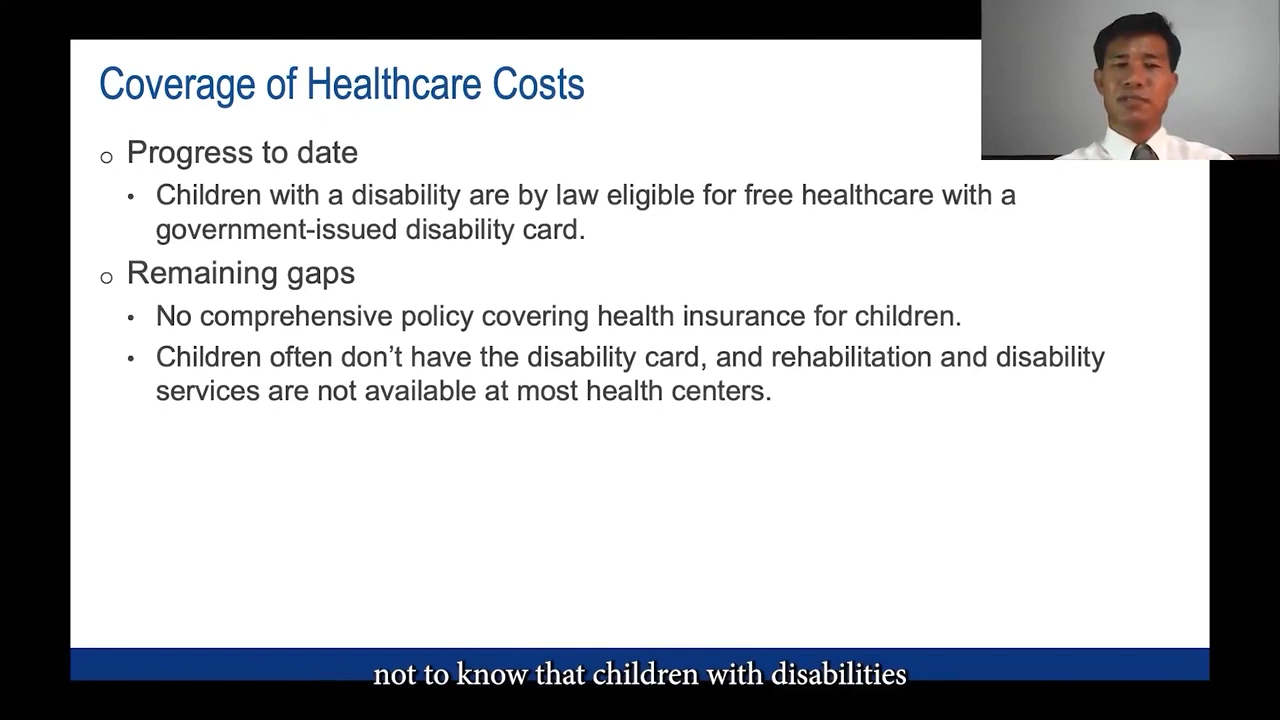 Coverage of Healthcare Costs
o Progress to date
• Children with a disability are by law eligible for free healthcare with a
government-issued disability card.
o Remaining gaps
• No comprehensive policy covering health insurance for children.
• Children often don’t have the disability card, and rehabilitation and disability
services are not available at most health centers.
not to know that children with disabilities